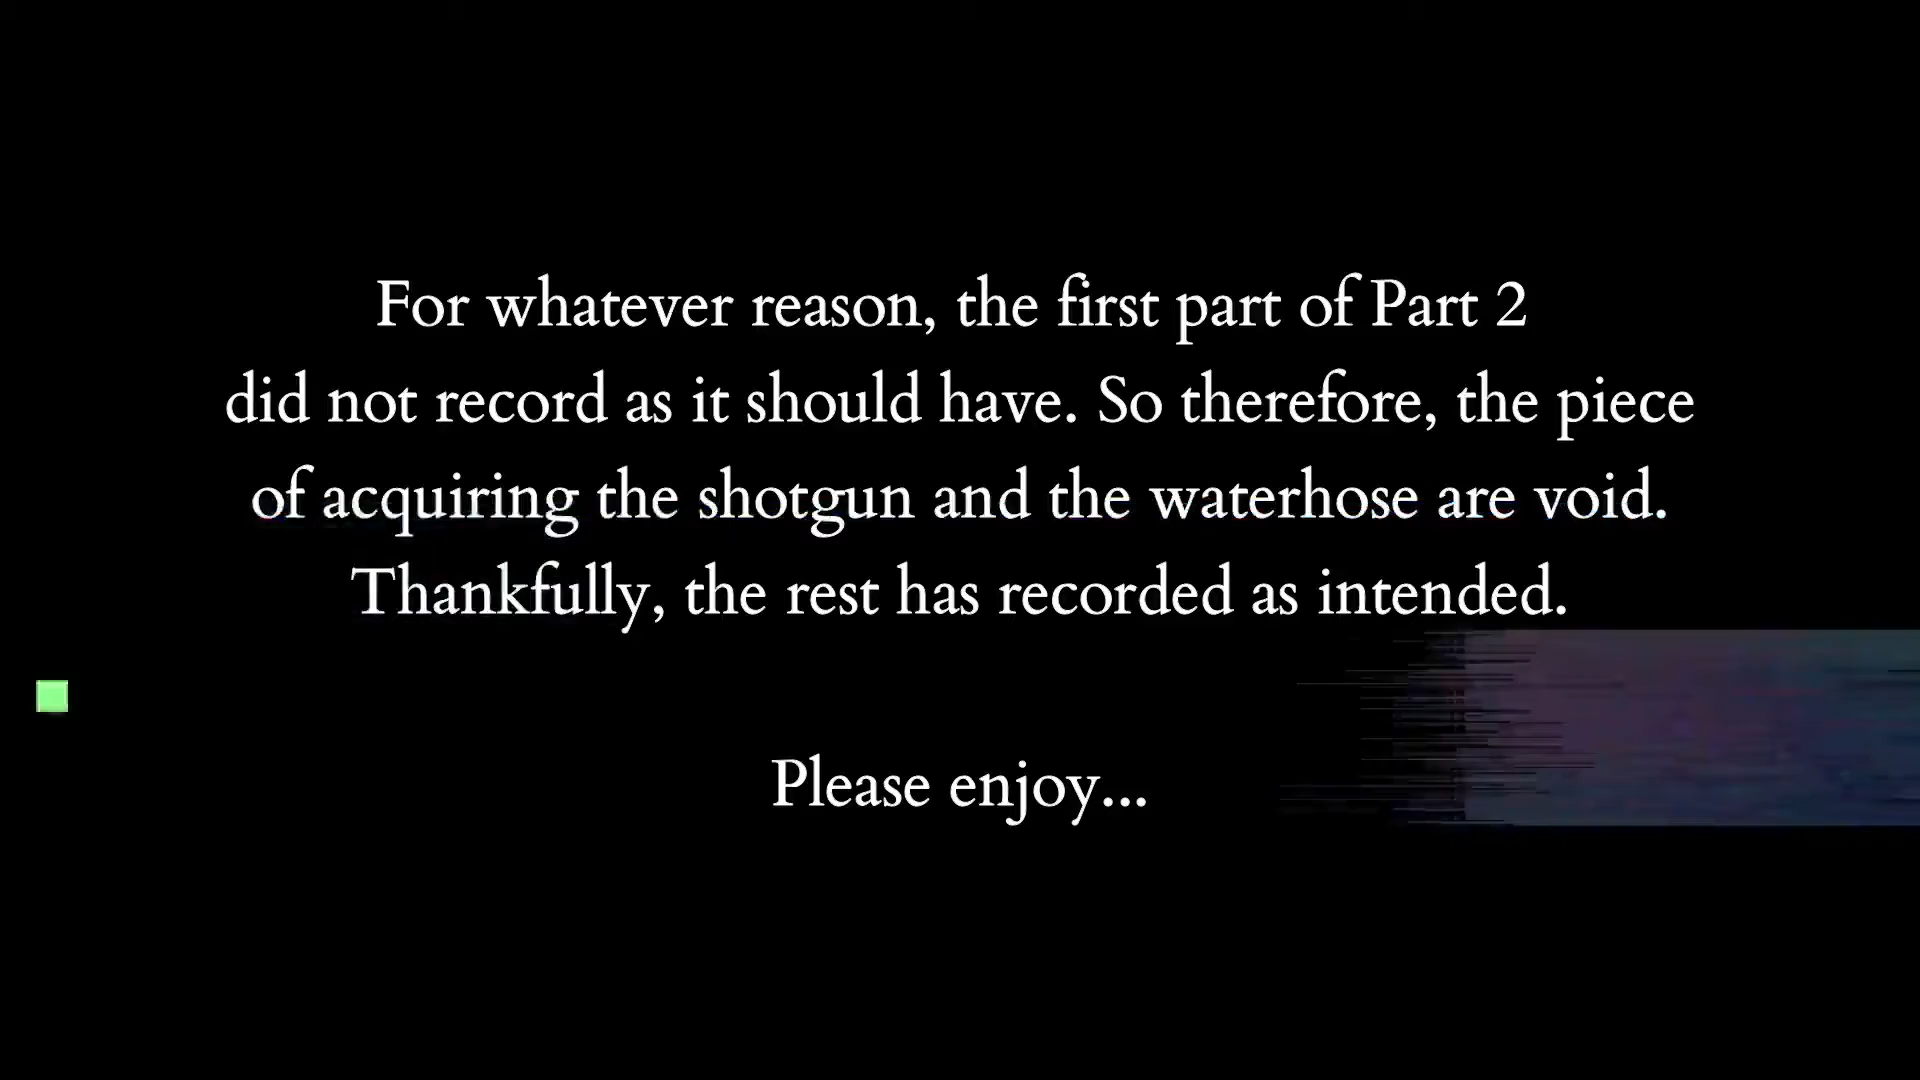 For whatever reason, the first part of Part 2
did not record as it should have. So therefore, the piece
of acquiring the shotgun and the waterhose are void.
Thankfully, the rest has recorded as intended.
Please enjoy...